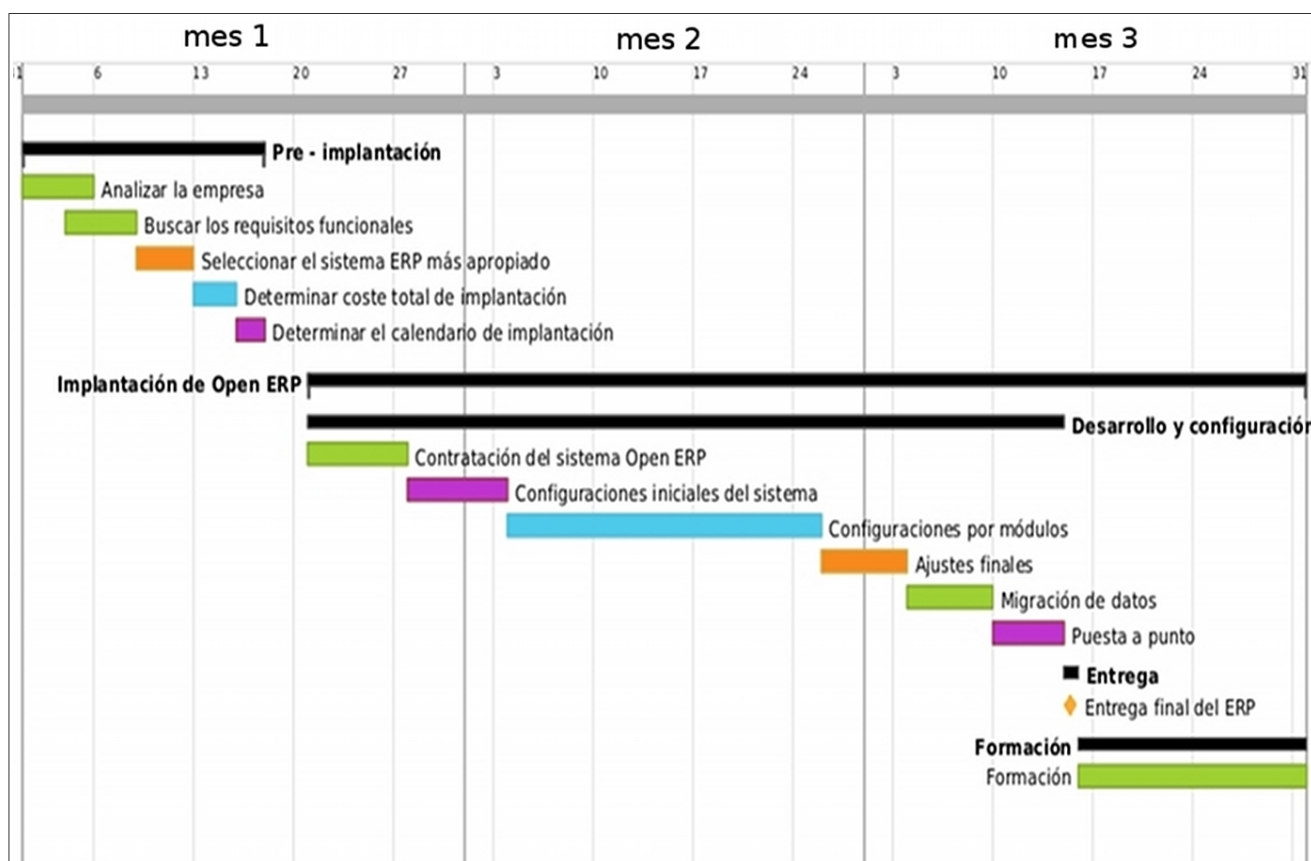 mes 1 mes 2 mes 3
31 6 13 20 27 3 10 17 24 3 10 17 24 31
Pre - implantación
Analizar la empresa
Buscar los requisitos funcionales
Seleccionar el sistema ERP más apropiado
Determinar coste total de implantación
Determinar el calendario de implantación
Implantación de Open ERP
Desarrollo y configuración
Contratación del sistema Open ERP
Configuraciones iniciales del sistema
Configuraciones por módulos
Ajustes finales
Migración de datos
Puesta a punto
Entrega
Entrega final del ERP
Formación
Formación